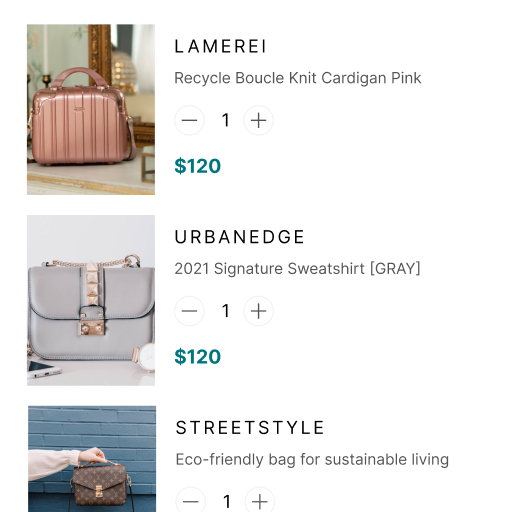 LAMEREI
Recycle Boucle Knit Cardigan Pink
1
$120
URBANEDGE
2021 Signature Sweatshirt [GRAY]
1
$120
STREETSTYLE
Eco-friendly bag for sustainable living
1